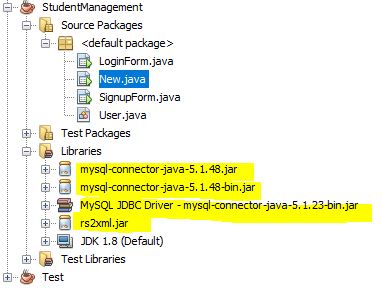 StudentManagement
Source Packages
<default package>
LoginForm.java
New.java
SignupForm.java
User.java
Test Packages
Libraries
mysql-connector-java-5.1.48.jar
mysql-connector-java-5.1.48-bin.jar
MySQL JDBC Driver - mysql-connector-java-5.1.23-bin.jar
rs2xml.jar
JDK 1.8 (Default)
Test Libraries
Test